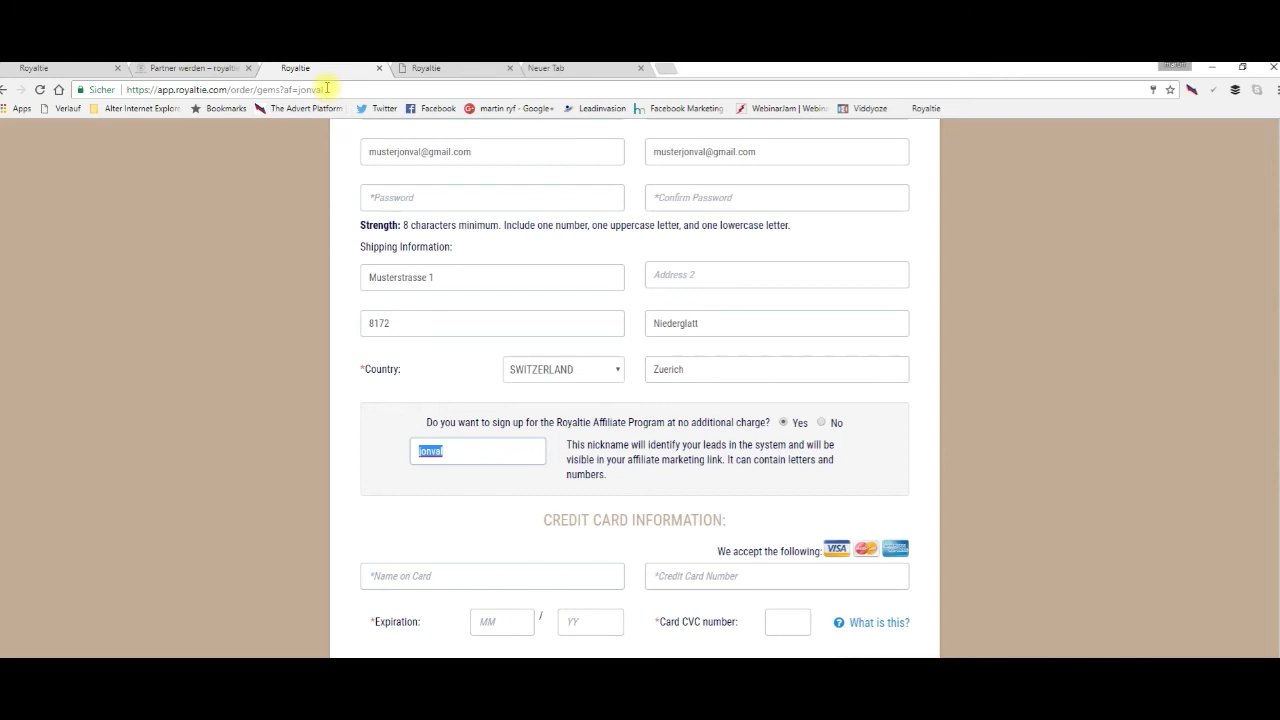 Royaltie
Partner werden – royaltie
Royaltie
Royaltie
Neuer Tab
Sicher
https://app.royaltie.com/order/gems?af=jonval
Apps
Verlauf
Alter Internet Explore
Bookmarks
The Advert Platform
Twitter
Facebook
martin ryf - Google+
Leadinvasion
Facebook Marketing
WebinarJam | Webin
Viddyoze
Royaltie
musterjonval@gmail.com
musterjonval@gmail.com
*Password
*Confirm Password
Strength: 8 characters minimum. Include one number, one uppercase letter, and one lowercase letter.
Shipping Information:
Musterstrasse 1
Address 2
8172
Niederglatt
*Country:
SWITZERLAND
Zuerich
Do you want to sign up for the Royaltie Affiliate Program at no additional charge?
Yes
No
jonval
This nickname will identify your leads in the system and will be
visible in your affiliate marketing link. It can contain letters and
numbers.
CREDIT CARD INFORMATION:
We accept the following:
VISA
MasterCard
*Name on Card
*Credit Card Number
*Expiration:
MM
/
YY
*Card CVC number:
? What is this?